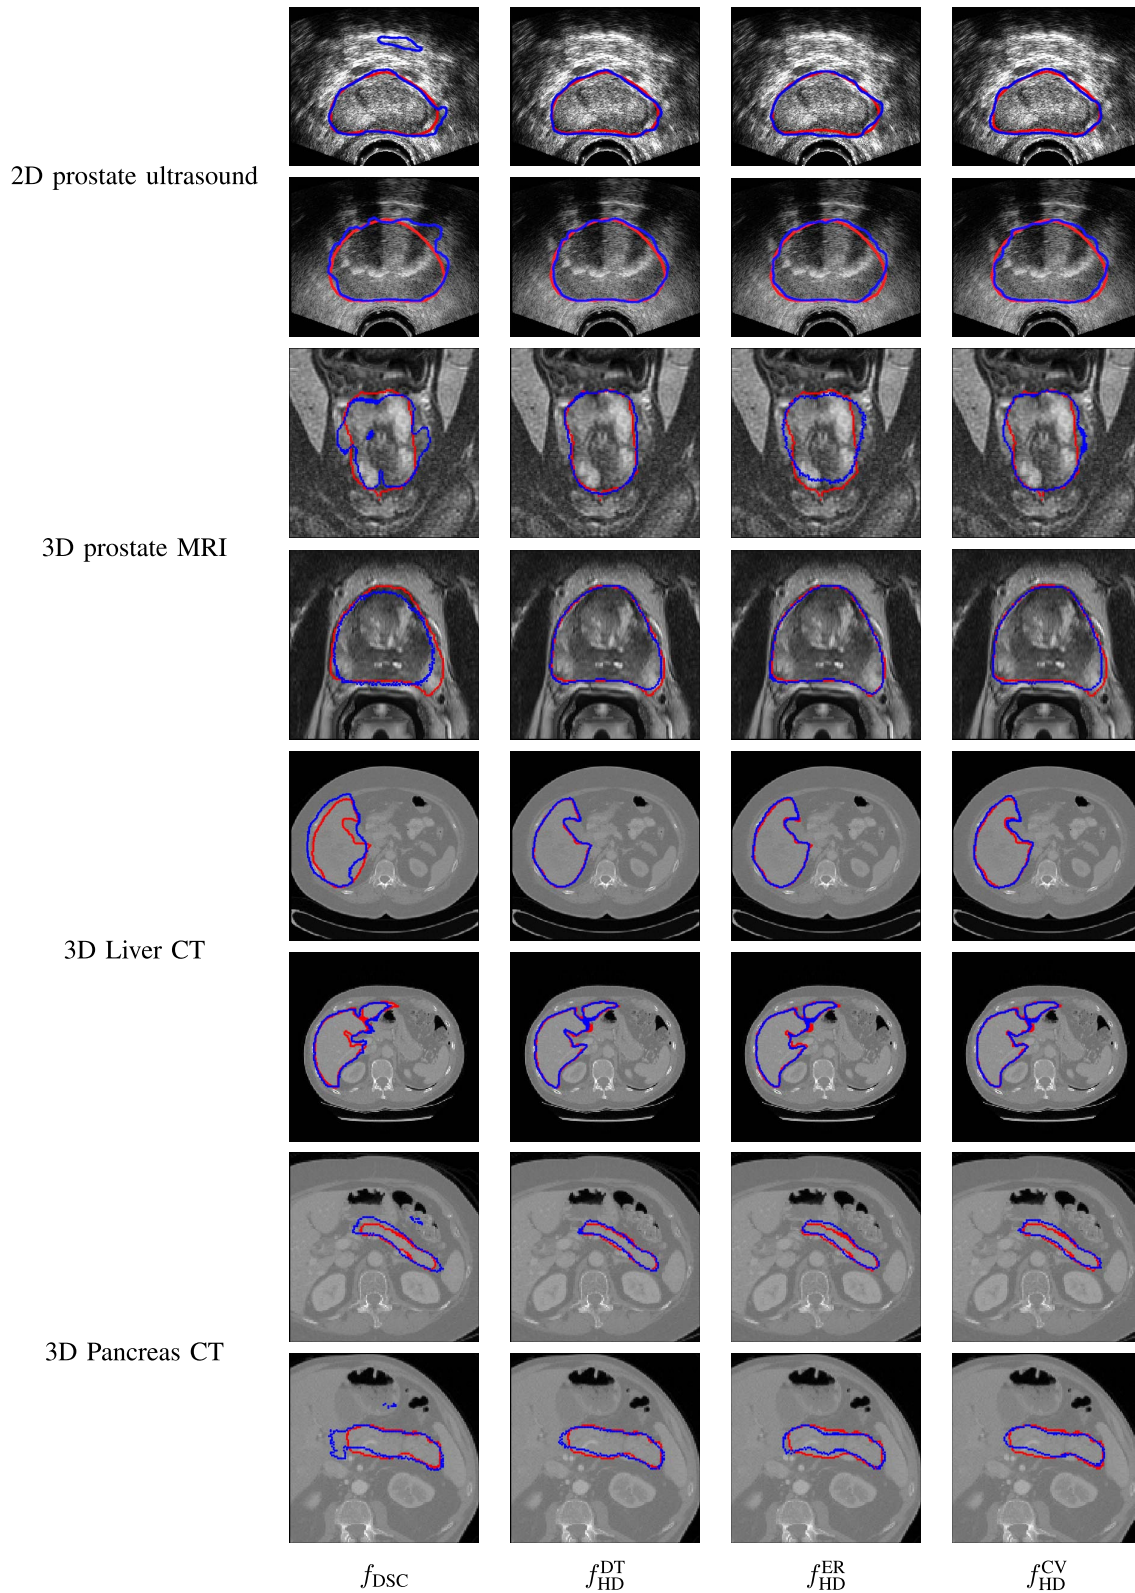 2D prostate ultrasound
3D prostate MRI
3D Liver CT
3D Pancreas CT
f_DSC f_HD^DT f_HD^ER f_HD^CV